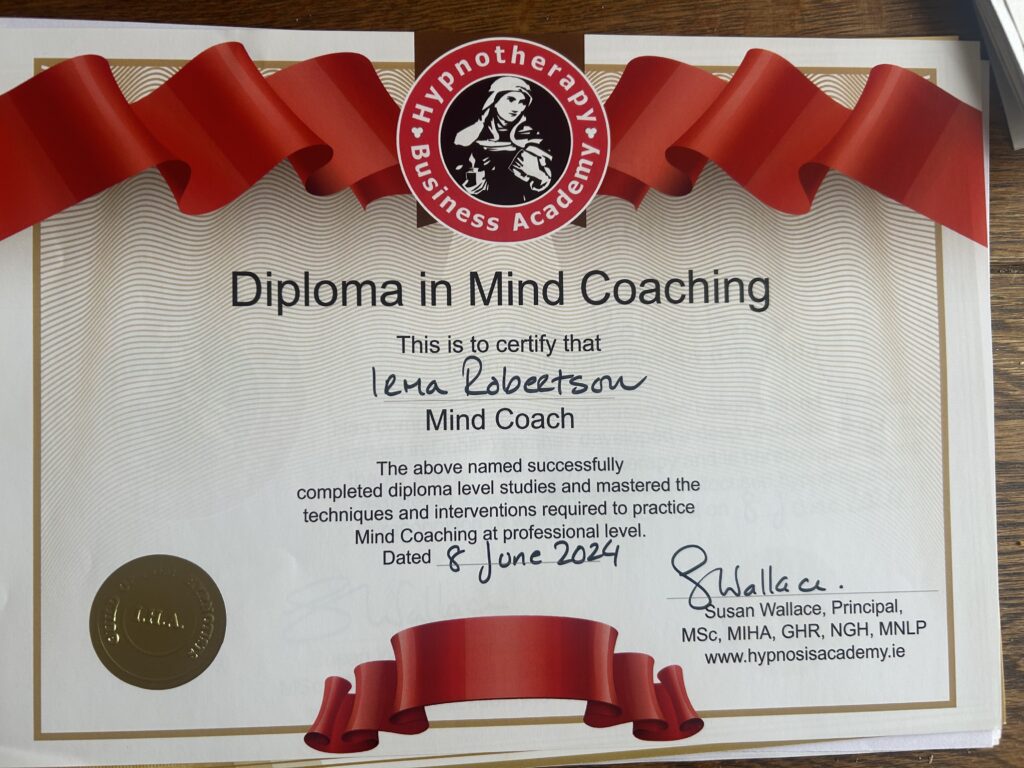 Hypnotherapy
Business Academy
Diploma in Mind Coaching
This is to certify that
Iema Robertson
Mind Coach
The above named successfully
completed diploma level studies and mastered the
techniques and interventions required to practice
Mind Coaching at professional level.
Dated 8 June 2024
S Wallace.
Susan Wallace, Principal,
MSc, MIHA, GHR, NGH, MNLP
www.hypnosisacademy.ie